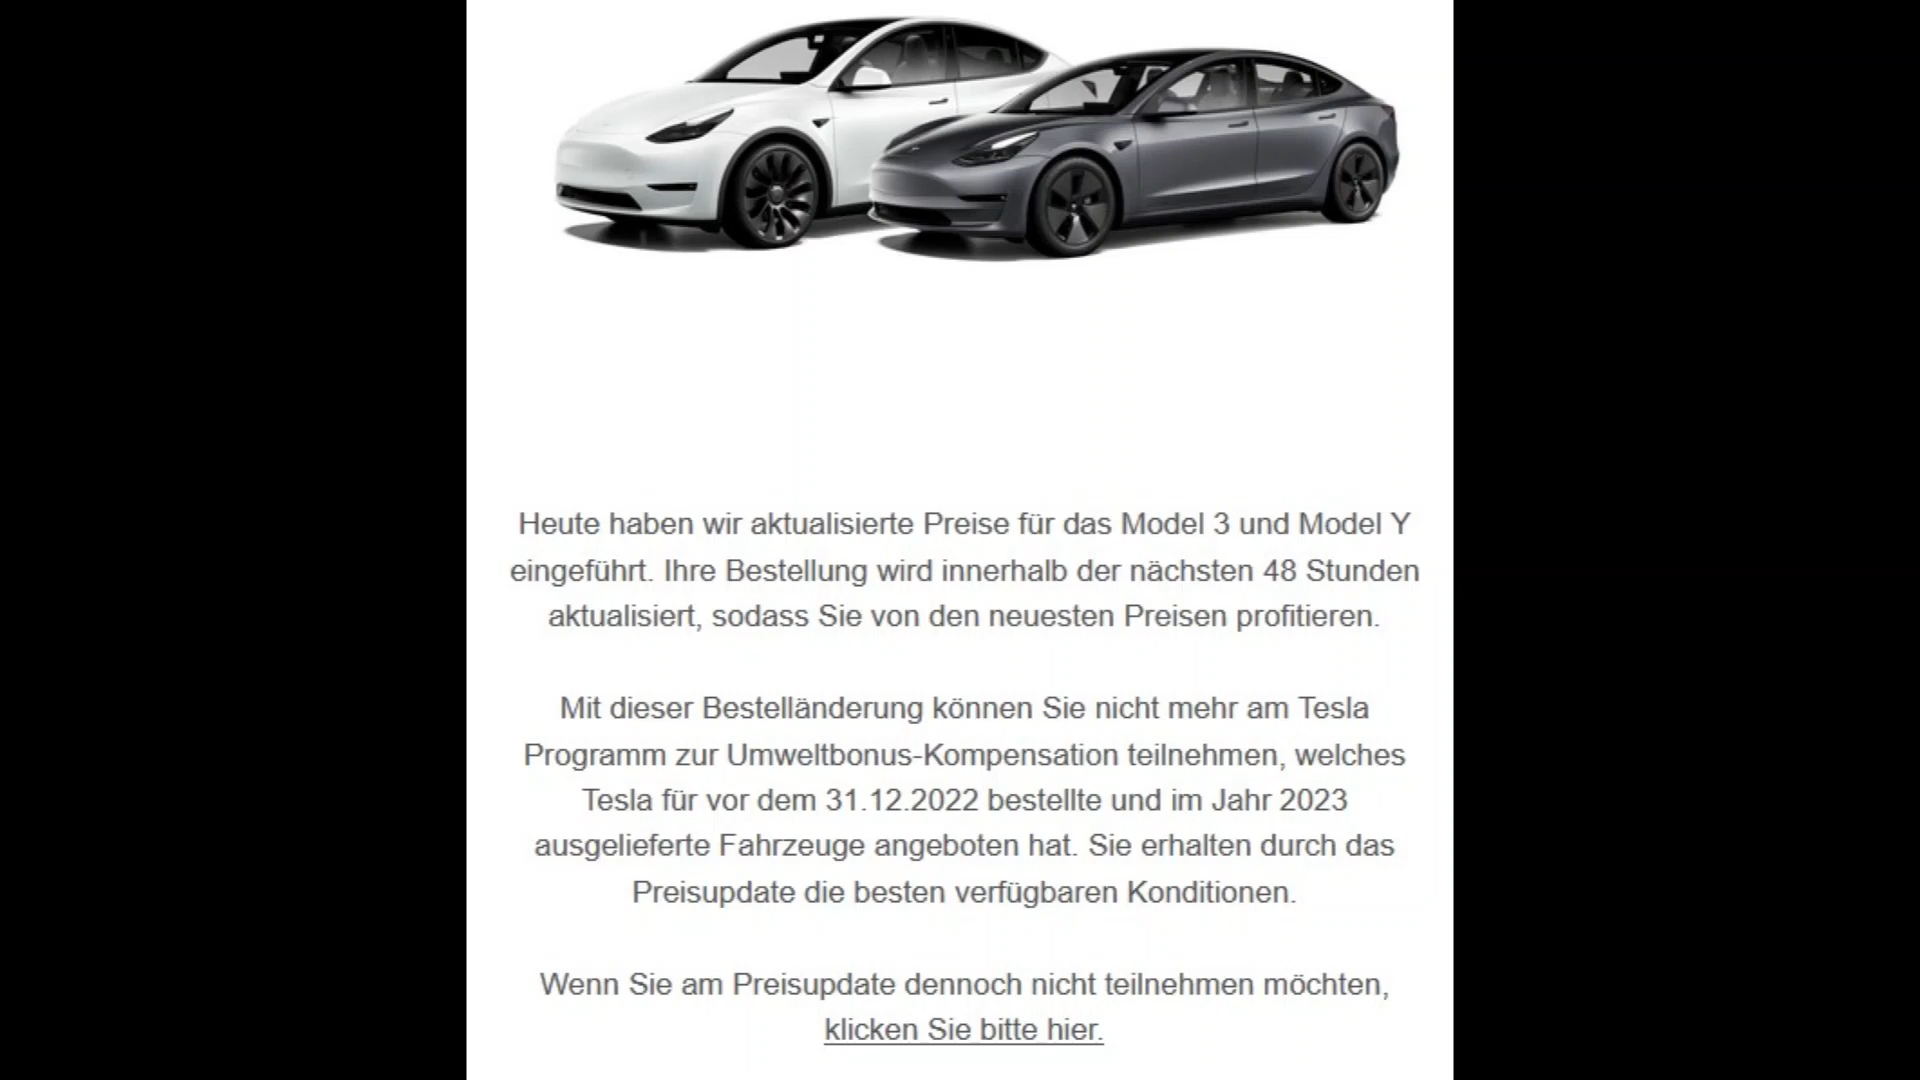 Heute haben wir aktualisierte Preise für das Model 3 und Model Y
eingeführt. Ihre Bestellung wird innerhalb der nächsten 48 Stunden
aktualisiert, sodass Sie von den neuesten Preisen profitieren.
Mit dieser Bestelländerung können Sie nicht mehr am Tesla
Programm zur Umweltbonus-Kompensation teilnehmen, welches
Tesla für vor dem 31.12.2022 bestellte und im Jahr 2023
ausgelieferte Fahrzeuge angeboten hat. Sie erhalten durch das
Preisupdate die besten verfügbaren Konditionen.
Wenn Sie am Preisupdate dennoch nicht teilnehmen möchten,
klicken Sie bitte hier.